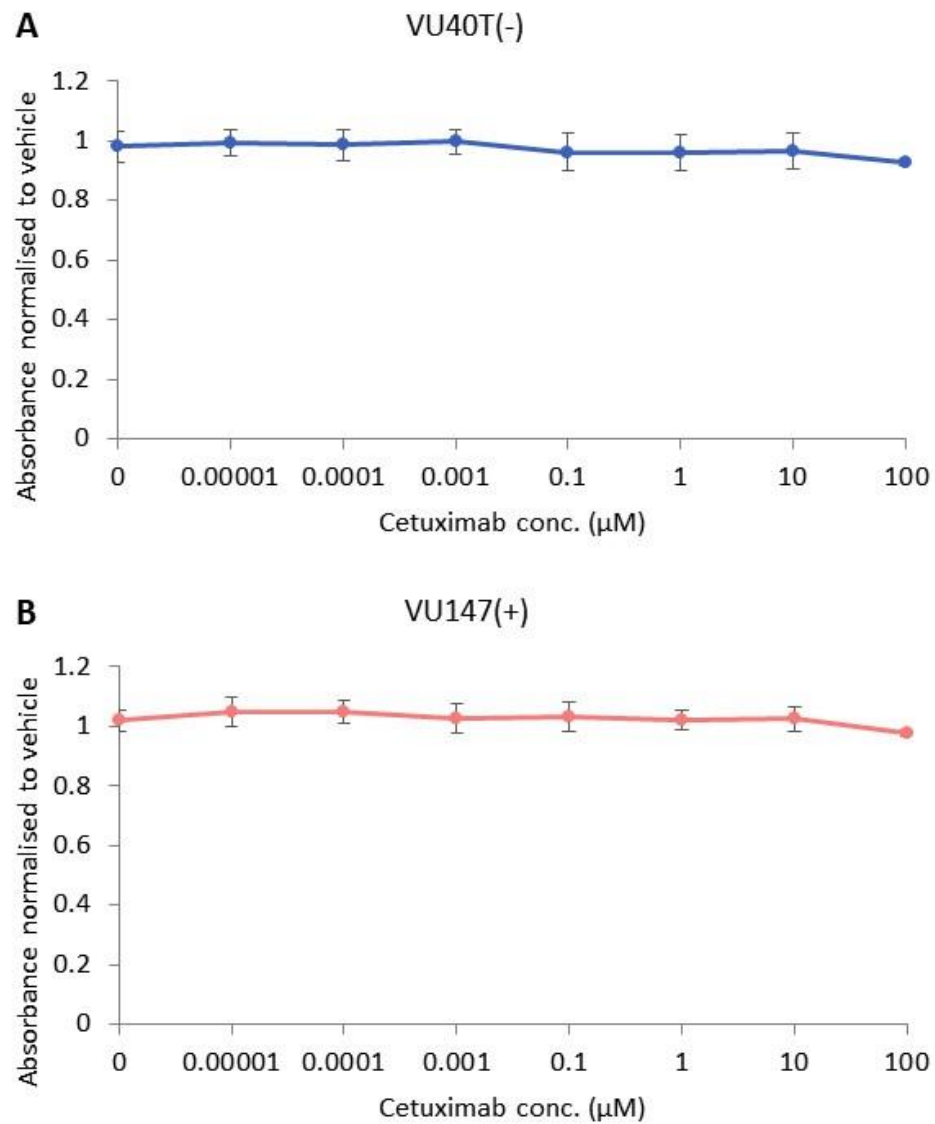 A
VU40T(-)
Absorbance normalised to vehicle
1.2
1
0.8
0.6
0.4
0.2
0
0 0.00001 0.0001 0.001 0.1 1 10 100
Cetuximab conc. (µM)
B
VU147(+)
Absorbance normalised to vehicle
1.2
1
0.8
0.6
0.4
0.2
0
0 0.00001 0.0001 0.001 0.1 1 10 100
Cetuximab conc. (µM)